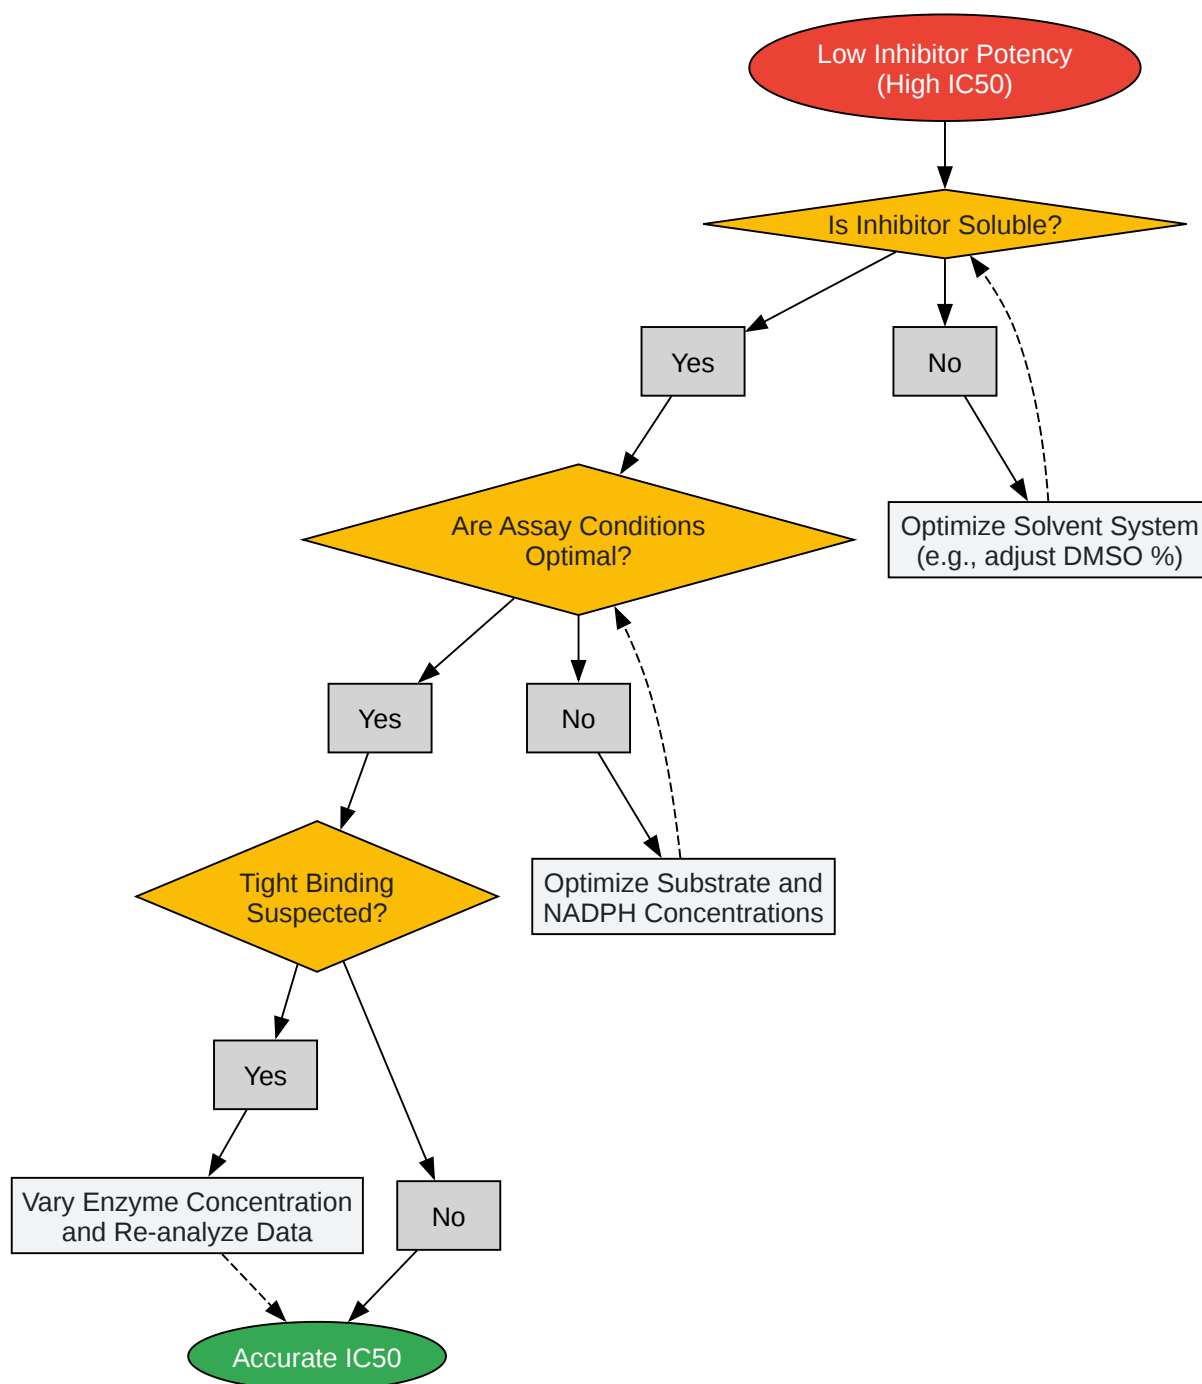 Low Inhibitor Potency
(High IC50)
Is Inhibitor Soluble?
Yes
No
Optimize Solvent System
(e.g., adjust DMSO %)
Are Assay Conditions
Optimal?
Yes
No
Optimize Substrate and
NADPH Concentrations
Tight Binding
Suspected?
Yes
Vary Enzyme Concentration
and Re-analyze Data
No
Accurate IC50